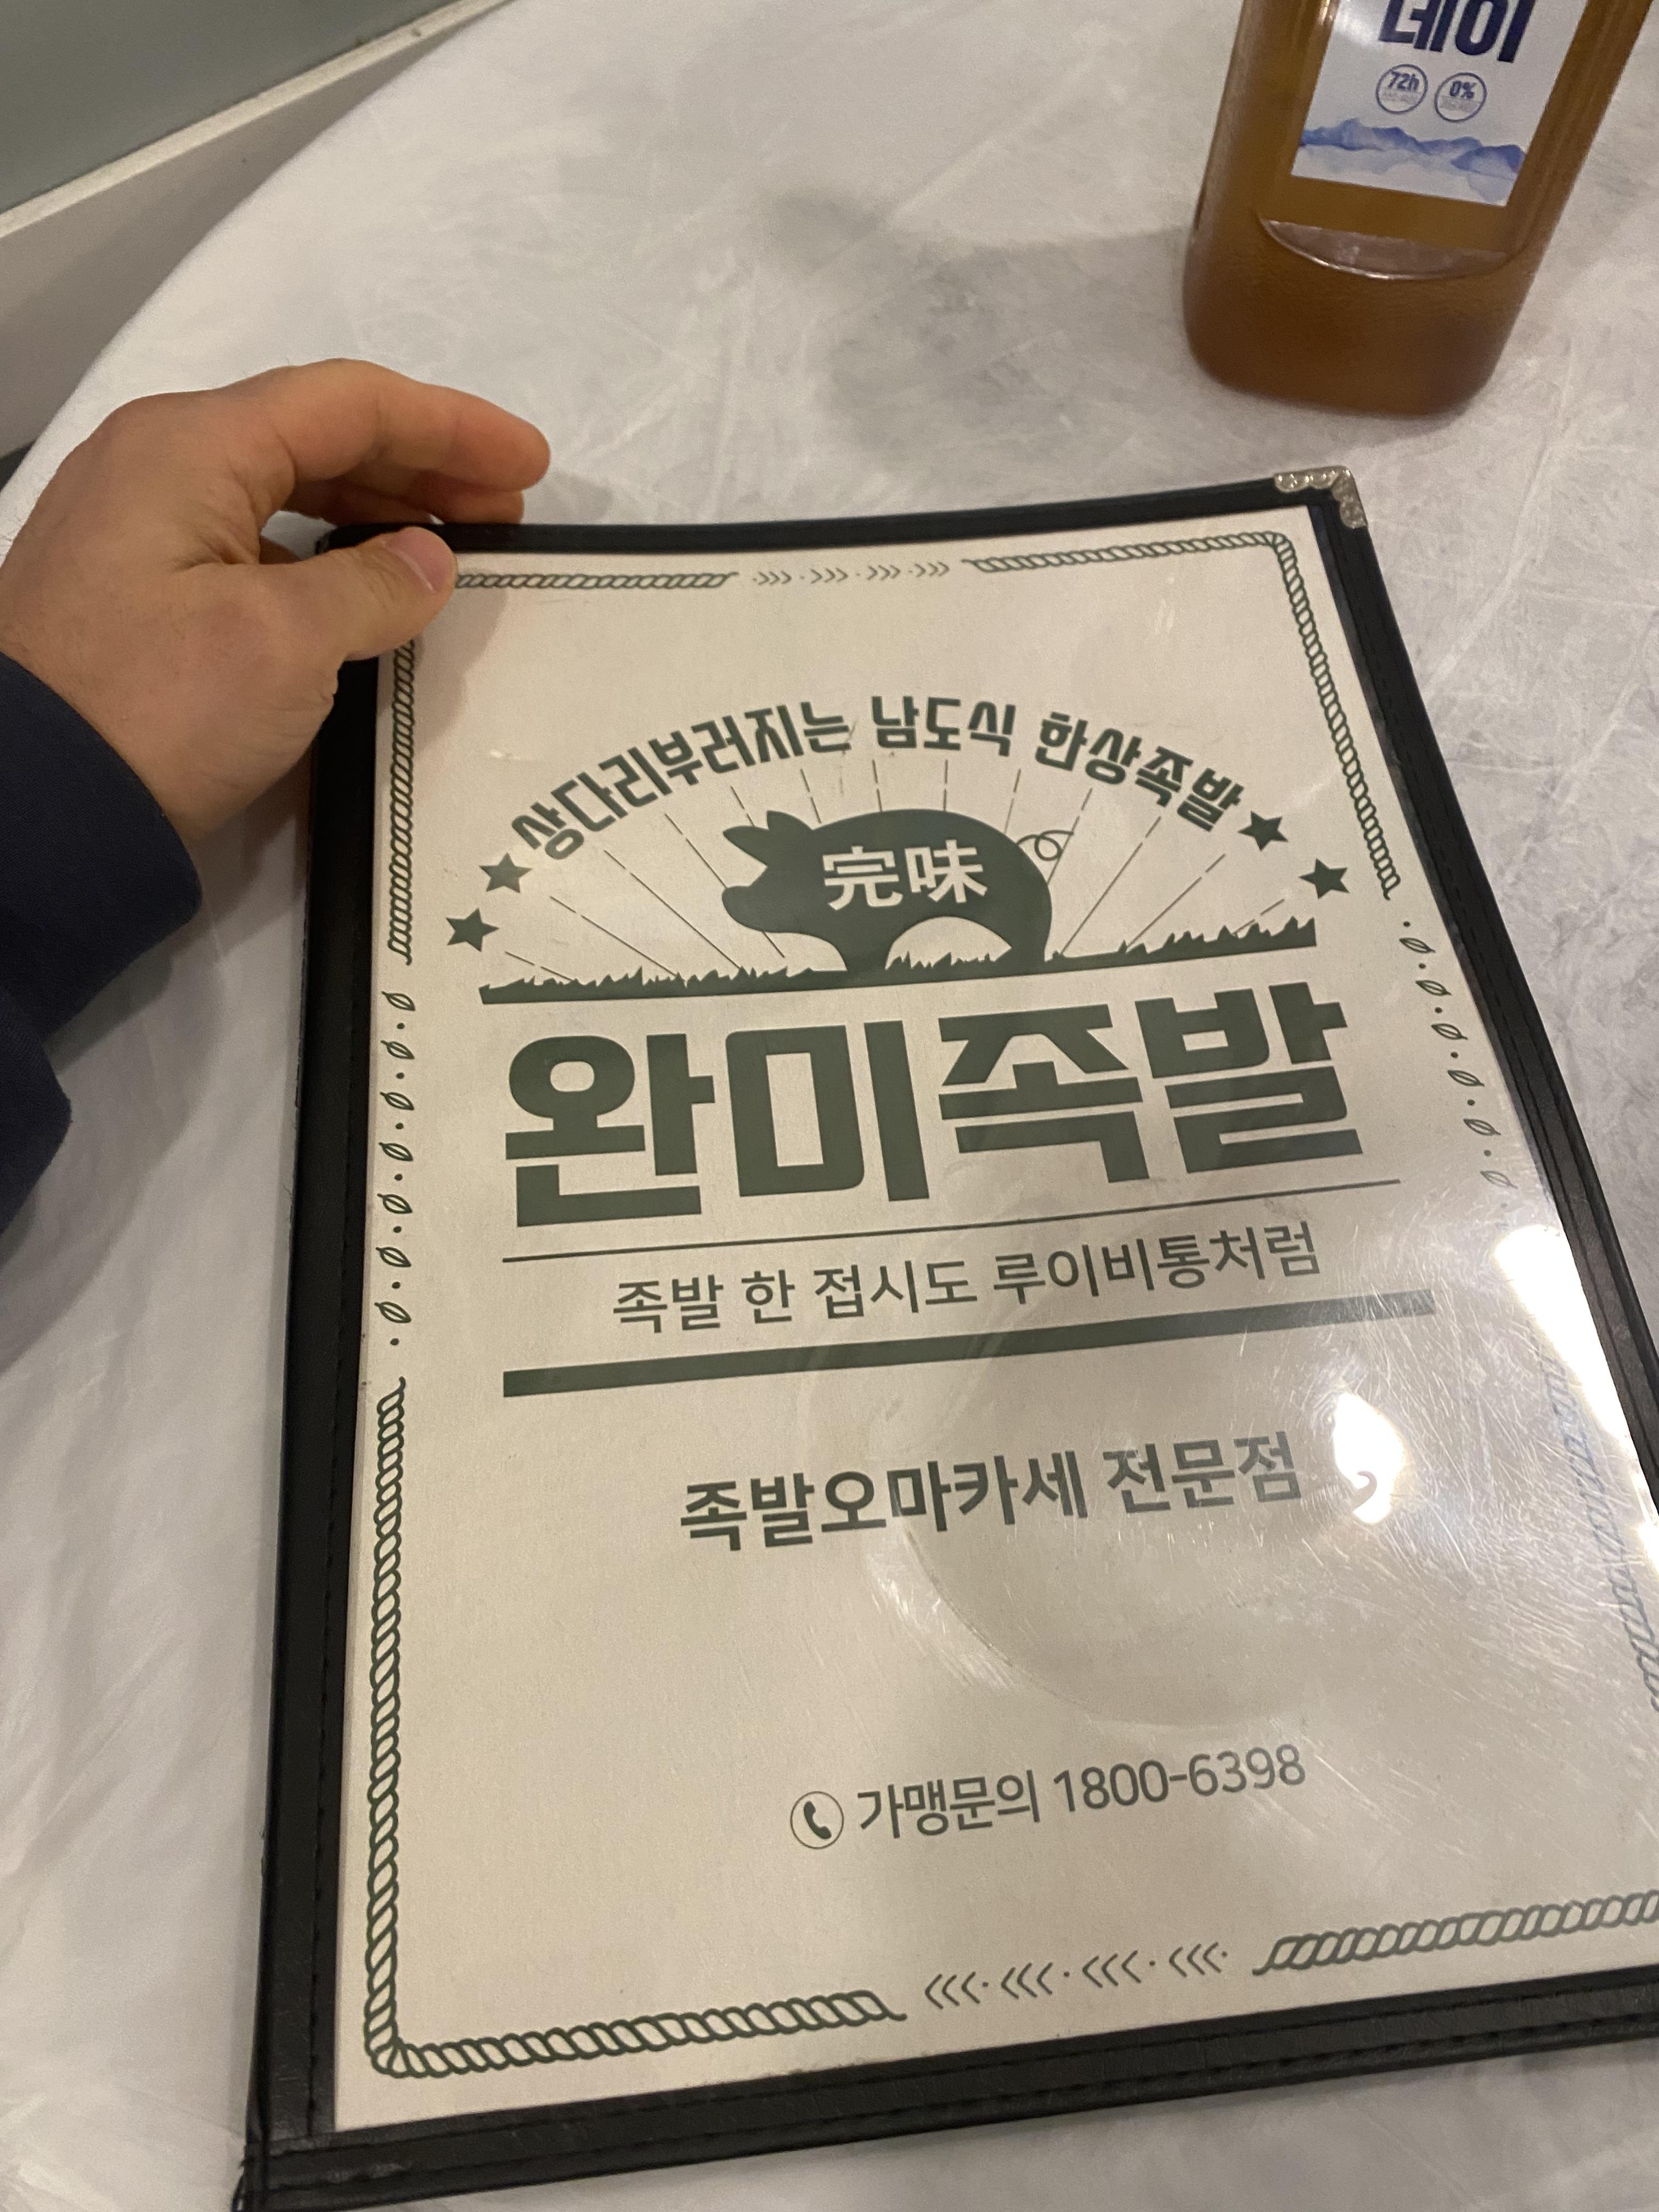 데이
72h 0%
상다리부러지는 남도식 한상족발
完味
완미족발
족발 한 접시도 루이비통처럼
족발오마카세 전문점
가맹문의 1800-6398